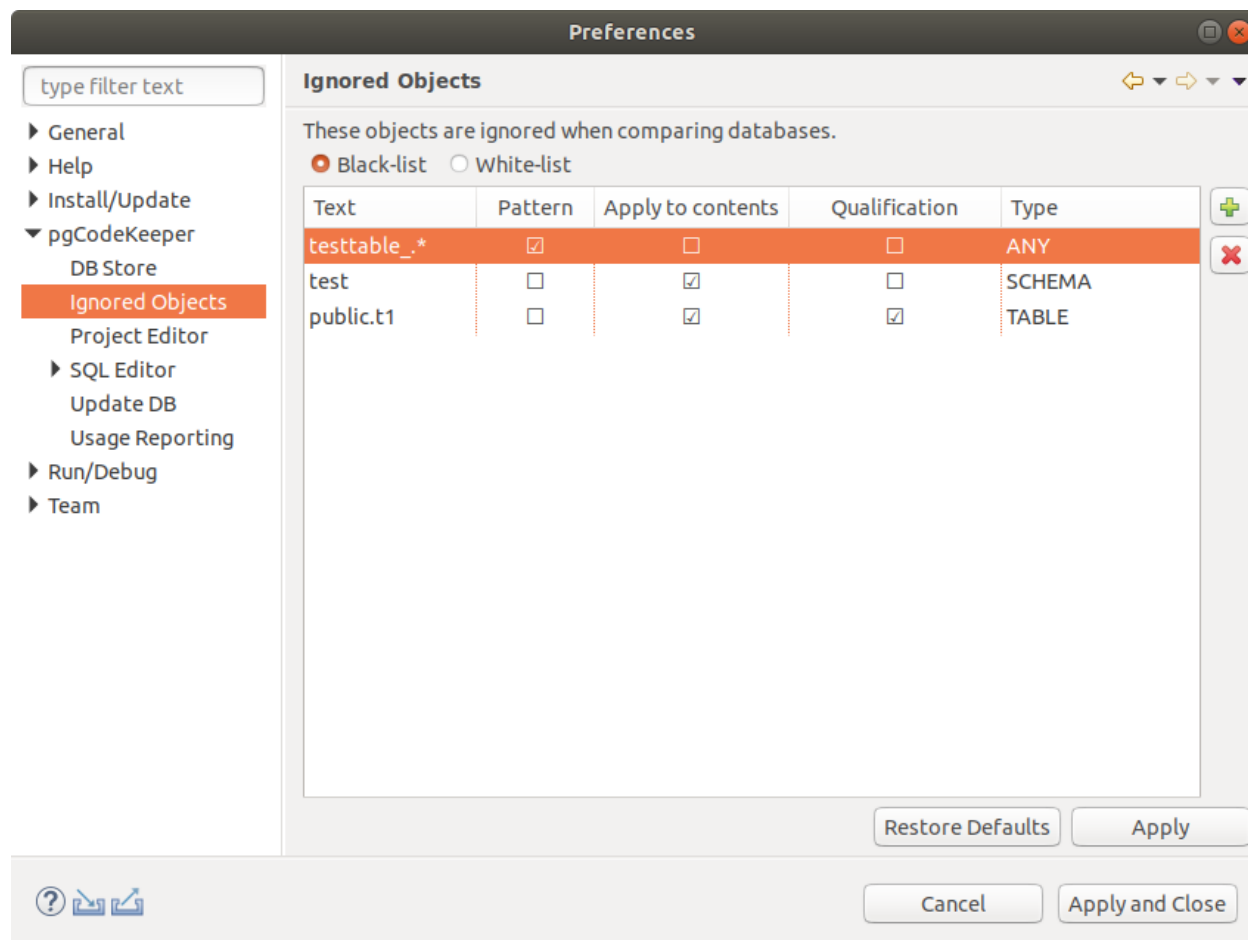 Preferences
type filter text
General
Help
Install/Update
pgCodeKeeper
DB Store
Ignored Objects
Project Editor
SQL Editor
Update DB
Usage Reporting
Run/Debug
Team
Ignored Objects
These objects are ignored when comparing databases.
Black-list White-list
Text Pattern Apply to contents Qualification Type
testtable_.* ☑ ☐ ☐ ANY
test ☐ ☑ ☐ SCHEMA
public.t1 ☐ ☑ ☑ TABLE
Restore Defaults Apply
? Cancel Apply and Close